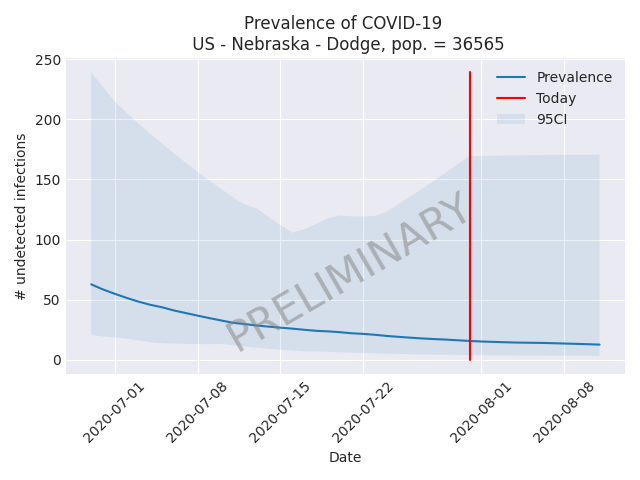 Prevalence of COVID-19
US - Nebraska - Dodge, pop. = 36565
250
200
150
100
50
0
# undetected infections
Prevalence
Today
95CI
PRELIMINARY
2020-07-01
2020-07-08
2020-07-15
2020-07-22
2020-08-01
2020-08-08
Date